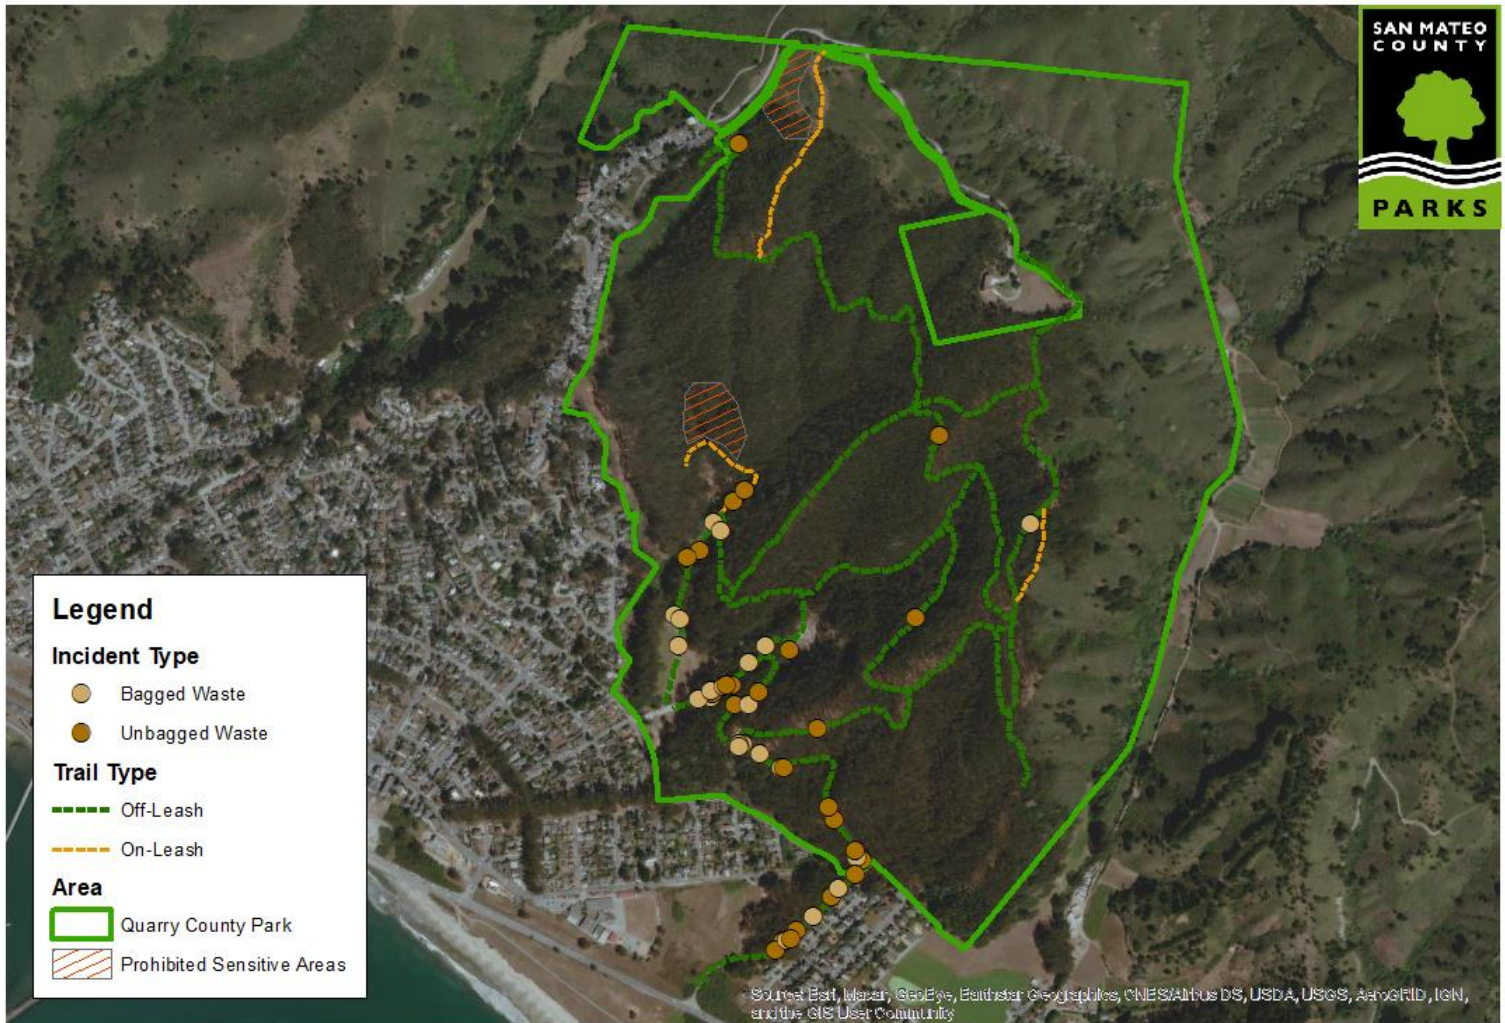 SAN MATEO
COUNTY
PARKS
Legend
Incident Type
Bagged Waste
Unbagged Waste
Trail Type
Off-Leash
On-Leash
Area
Quarry County Park
Prohibited Sensitive Areas
Source: Esri, Maxar, GeoEye, Earthstar Geographics, CNES/Airbus DS, USDA, USGS, AeroGRID, IGN,
and the GIS User Community